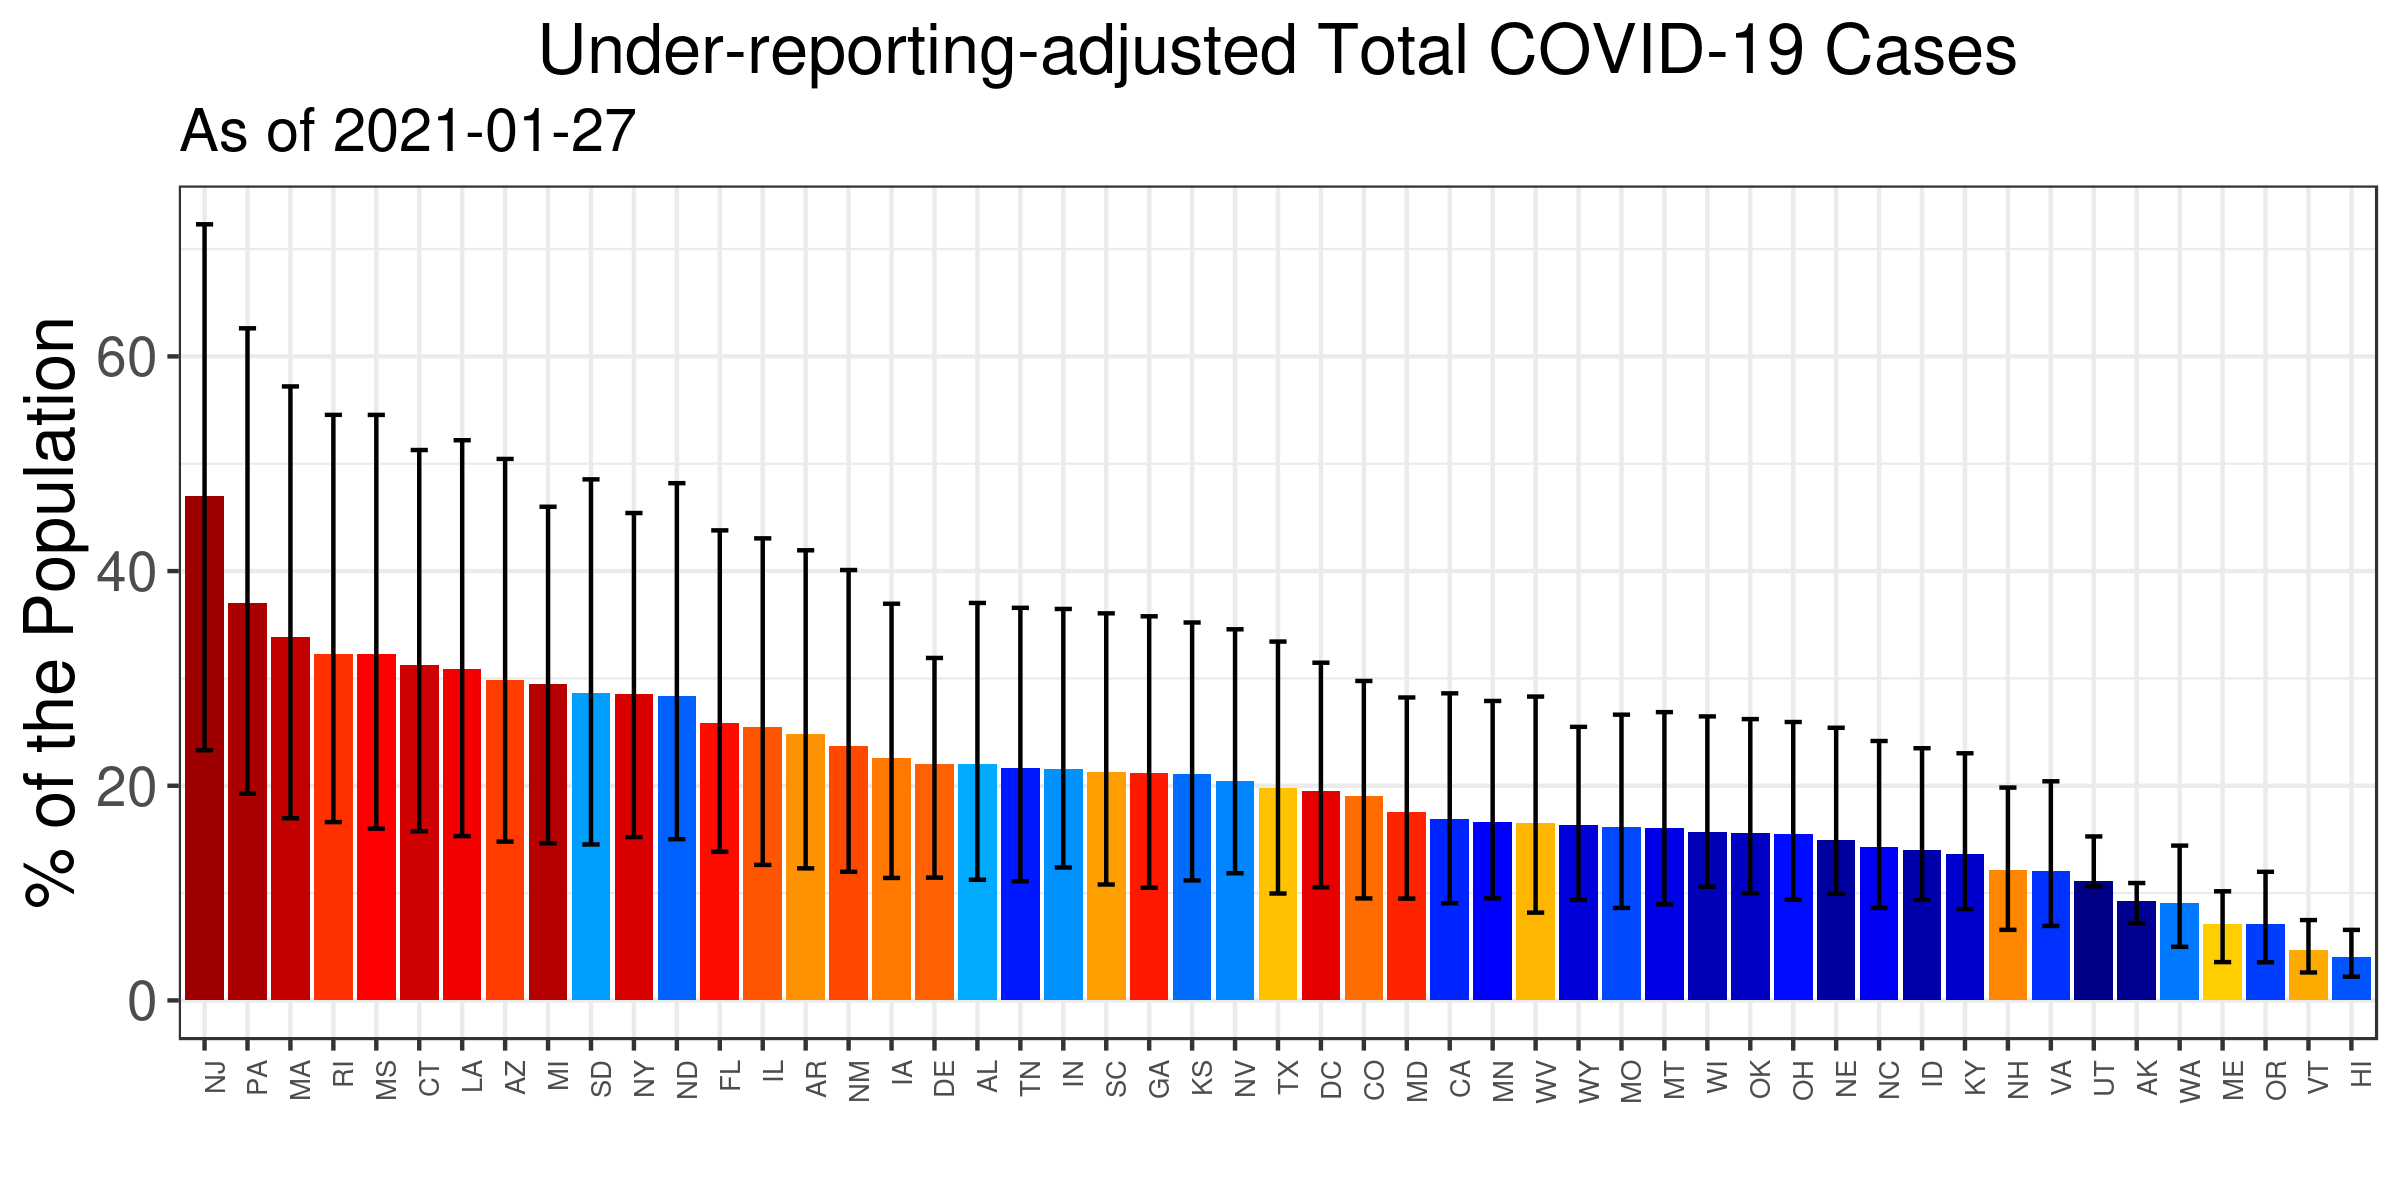 Under-reporting-adjusted Total COVID-19 Cases
As of 2021-01-27
% of the Population
60
40
20
0
NJ PA MA RI MS CT LA AZ MI SD NY ND FL IL AR NM IA DE AL TN IN SC GA KS NV TX DC CO MD CA MN WV WY MO MT WI OK OH NE NC ID KY NH VA UT AK WA ME OR VT HI